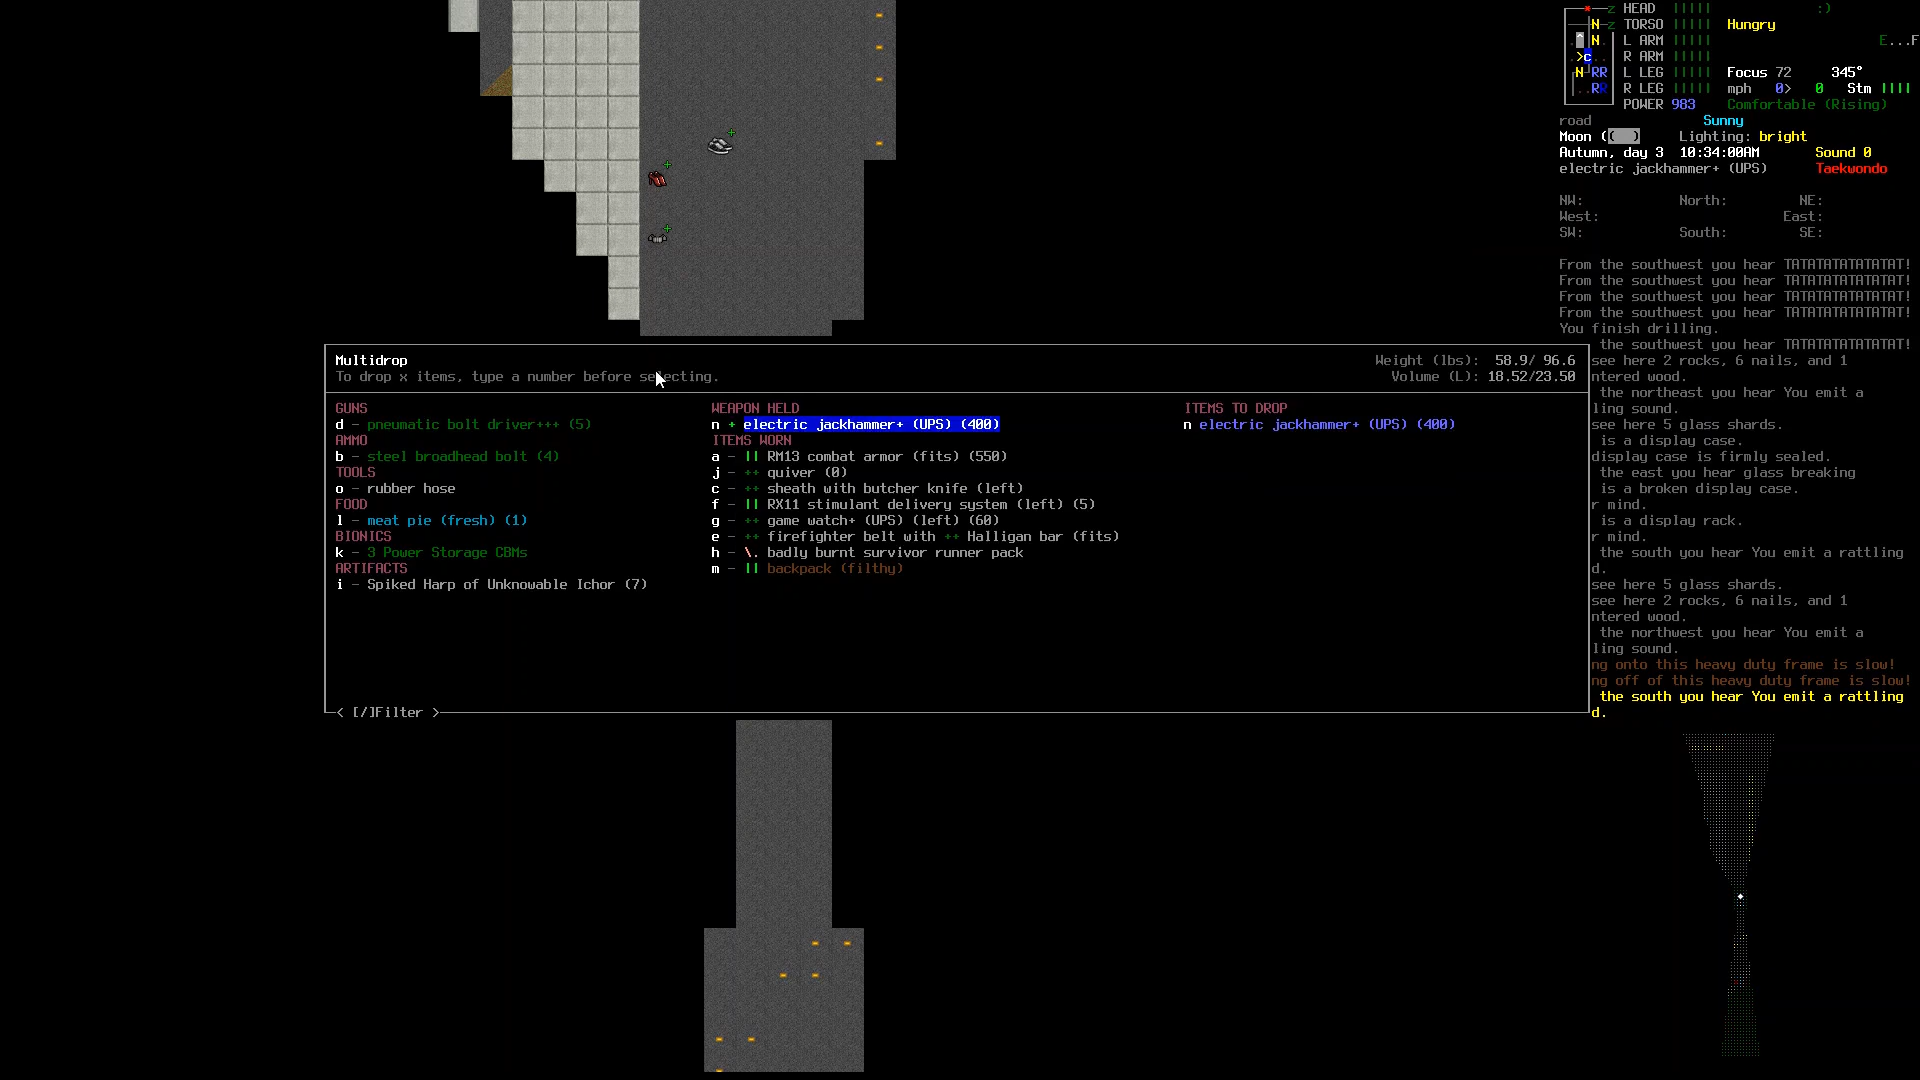 HEAD ||||| :)
TORSO ||||| Hungry
L ARM ||||| E...F
R ARM |||||
L LEG ||||| Focus 72 345°
R LEG ||||| mph 0> 0 Stm ||||
POWER 983 Comfortable (Rising)
road Sunny
Moon (( ) Lighting: bright
Autumn, day 3 10:34:00AM Sound 0
electric jackhammer+ (UPS) Taekwondo
NW: North: NE:
West: East:
SW: South: SE:
From the southwest you hear TATATATATATATAT!
From the southwest you hear TATATATATATATAT!
From the southwest you hear TATATATATATATAT!
From the southwest you hear TATATATATATATAT!
You finish drilling.
the southwest you hear TATATATATATATAT!
see here 2 rocks, 6 nails, and 1
ntered wood.
the northeast you hear You emit a
ling sound.
see here 5 glass shards.
is a display case.
display case is firmly sealed.
the east you hear glass breaking
is a broken display case.
r mind.
is a display rack.
r mind.
the south you hear You emit a rattling
d.
see here 5 glass shards.
see here 2 rocks, 6 nails, and 1
ntered wood.
the northwest you hear You emit a
ling sound.
ng onto this heavy duty frame is slow!
ng off of this heavy duty frame is slow!
the south you hear You emit a rattling
d.
Multidrop Weight (lbs): 58.9/ 96.6
To drop x items, type a number before selecting. Volume (L): 18.52/23.50
GUNS
d - pneumatic bolt driver+++ (5)
AMMO
b - steel broadhead bolt (4)
TOOLS
o - rubber hose
FOOD
l - meat pie (fresh) (1)
BIONICS
k - 3 Power Storage CBMs
ARTIFACTS
i - Spiked Harp of Unknowable Ichor (7)
WEAPON HELD
n + electric jackhammer+ (UPS) (400)
ITEMS WORN
a - || RM13 combat armor (fits) (550)
j - ++ quiver (0)
c - ++ sheath with butcher knife (left)
f - || RX11 stimulant delivery system (left) (5)
g - ++ game watch+ (UPS) (left) (60)
e - ++ firefighter belt with ++ Halligan bar (fits)
h - \. badly burnt survivor runner pack
m - || backpack (filthy)
ITEMS TO DROP
n electric jackhammer+ (UPS) (400)
< [/]Filter >